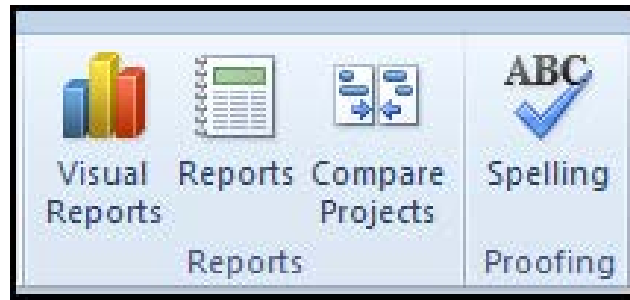 ABC
Visual Reports
Reports
Compare Projects
Spelling
Reports
Proofing